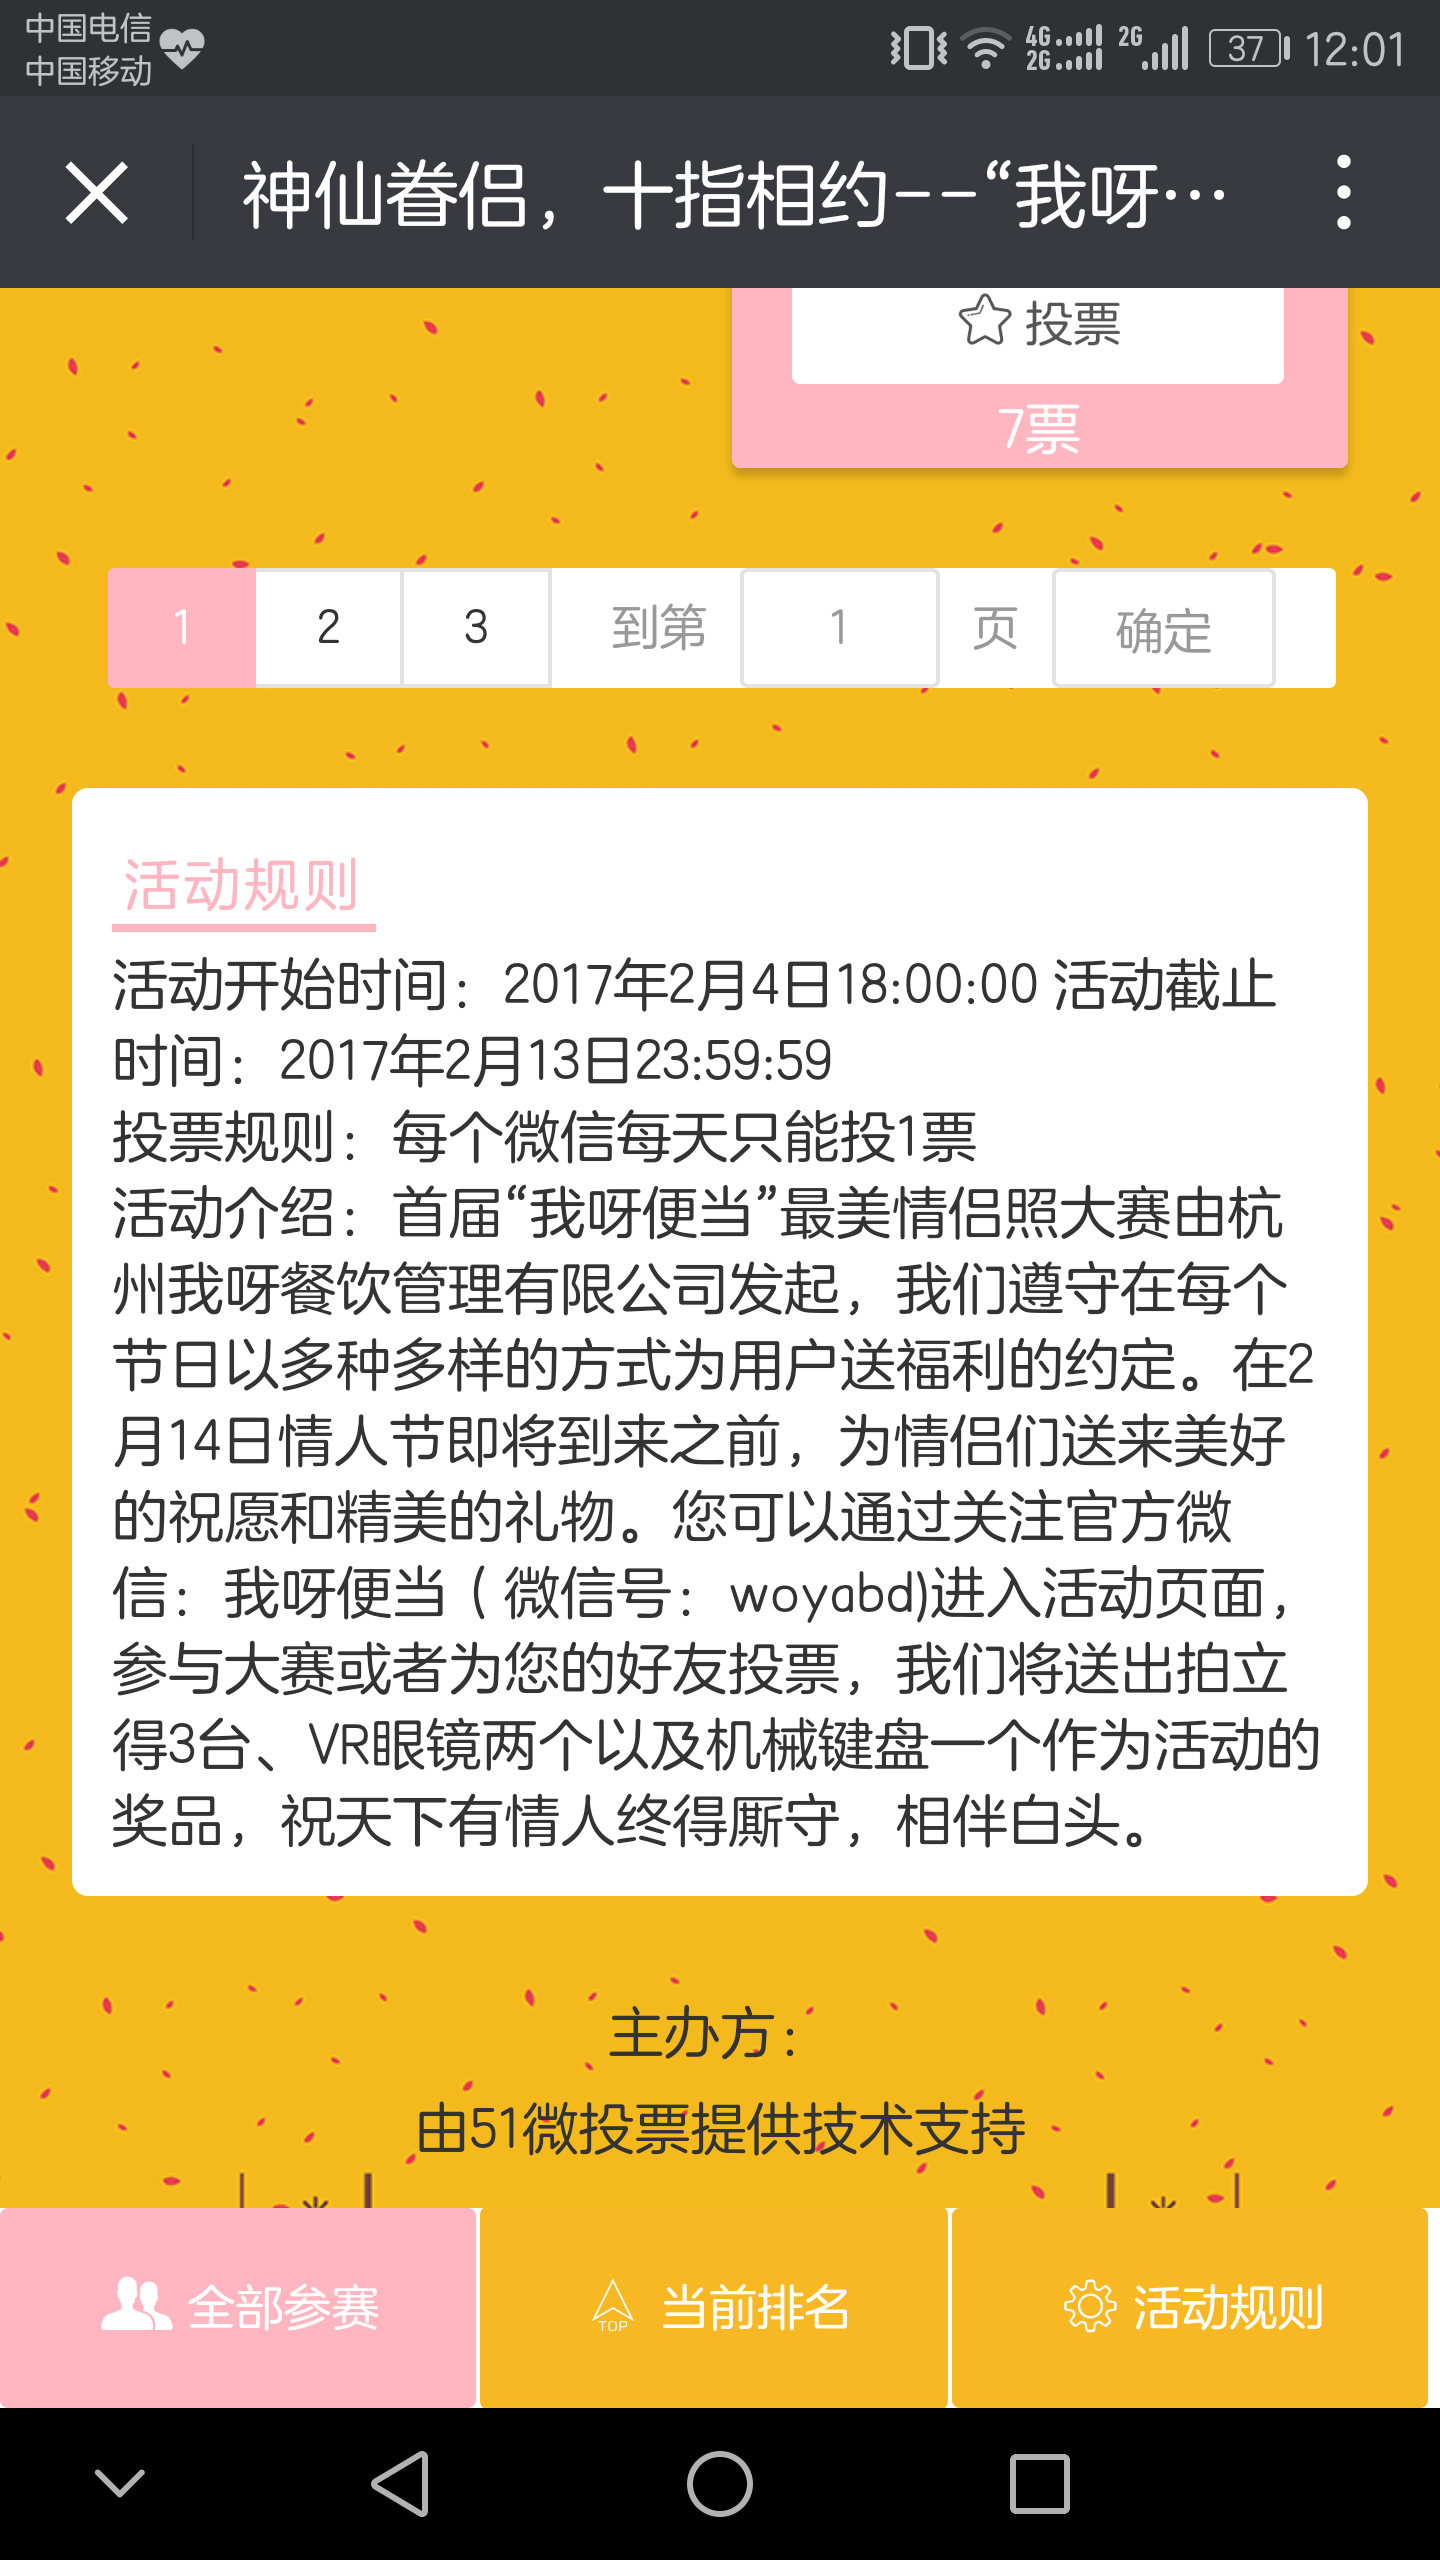 中国电信
中国移动
4G
2G
2G
37
12:01
神仙眷侣，十指相约--“我呀…
投票
7票
1 2 3 到第 1 页 确定
活动规则
活动开始时间：2017年2月4日18:00:00 活动截止
时间：2017年2月13日23:59:59
投票规则：每个微信每天只能投1票
活动介绍：首届“我呀便当”最美情侣照大赛由杭
州我呀餐饮管理有限公司发起，我们遵守在每个
节日以多种多样的方式为用户送福利的约定。在2
月14日情人节即将到来之前，为情侣们送来美好
的祝愿和精美的礼物。您可以通过关注官方微
信：我呀便当（微信号：woyabd)进入活动页面，
参与大赛或者为您的好友投票，我们将送出拍立
得3台、VR眼镜两个以及机械键盘一个作为活动的
奖品，祝天下有情人终得厮守，相伴白头。
主办方：
由51微投票提供技术支持
全部参赛
TOP
当前排名
活动规则